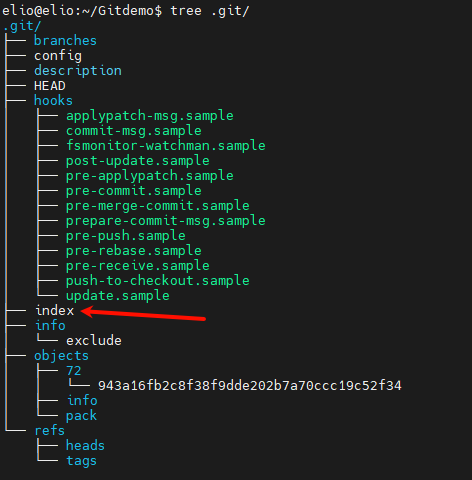 elio@elio:~/Gitdemo$ tree .git/
.git/
├── branches
├── config
├── description
├── HEAD
├── hooks
│   ├── applypatch-msg.sample
│   ├── commit-msg.sample
│   ├── fsmonitor-watchman.sample
│   ├── post-update.sample
│   ├── pre-applypatch.sample
│   ├── pre-commit.sample
│   ├── pre-merge-commit.sample
│   ├── prepare-commit-msg.sample
│   ├── pre-push.sample
│   ├── pre-rebase.sample
│   ├── pre-receive.sample
│   ├── push-to-checkout.sample
│   └── update.sample
├── index
├── info
│   └── exclude
├── objects
│   ├── 72
│   │   └── 943a16fb2c8f38f9dde202b7a70ccc19c52f34
│   ├── info
│   └── pack
└── refs
    ├── heads
    └── tags